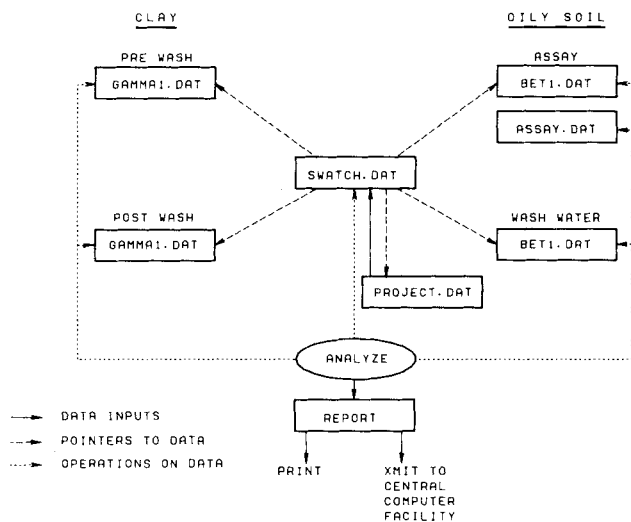 CLAY
OILY SOIL
PRE WASH
GAMMA1.DAT
ASSAY
BET1.DAT
ASSAY.DAT
SWATCH.DAT
POST WASH
GAMMA1.DAT
WASH WATER
BET1.DAT
PROJECT.DAT
ANALYZE
REPORT
DATA INPUTS
POINTERS TO DATA
OPERATIONS ON DATA
PRINT
XMIT TO
CENTRAL
COMPUTER
FACILITY